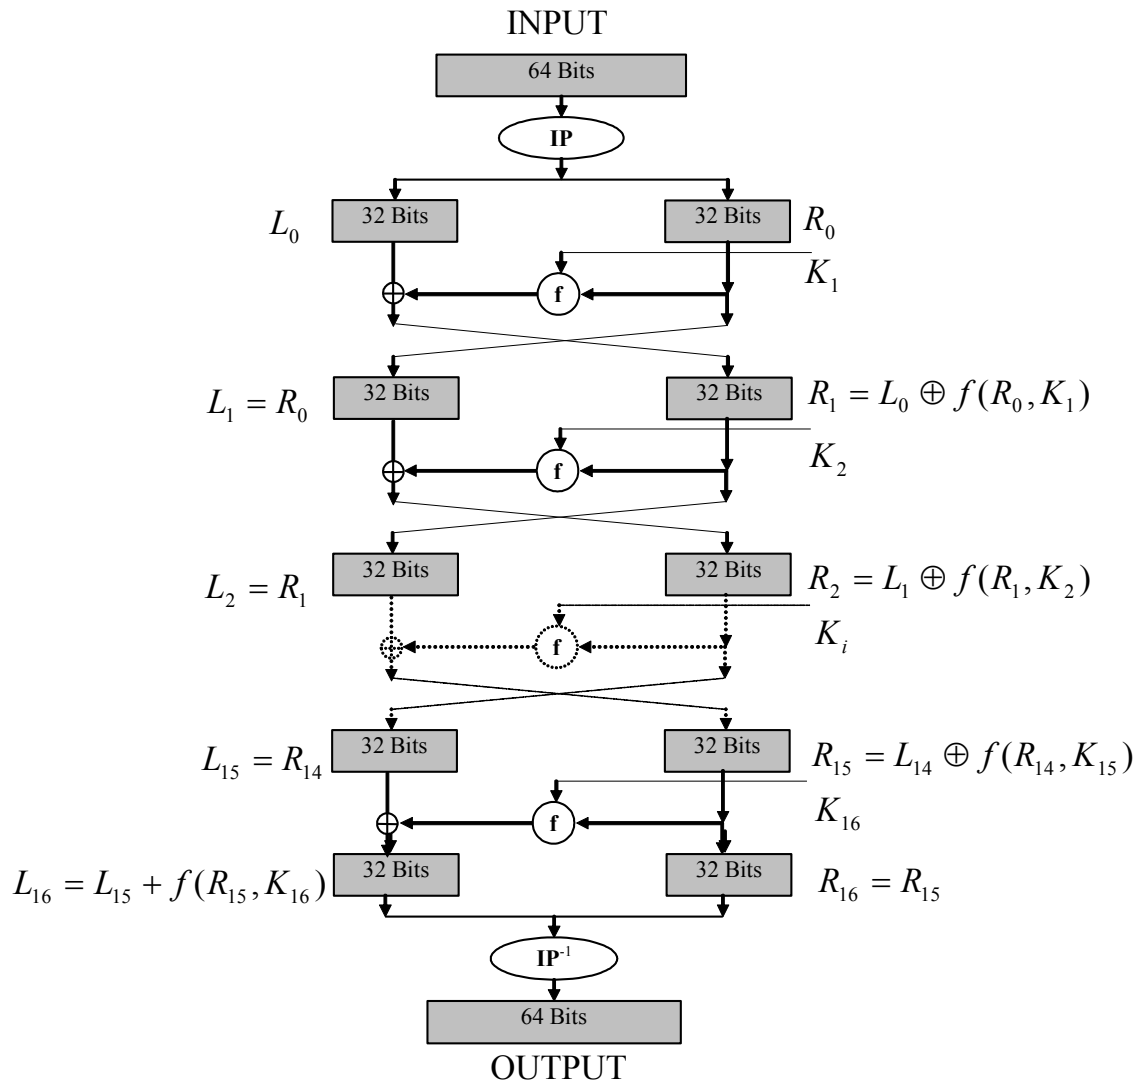 INPUT
64 Bits
IP
L₀ 32 Bits 32 Bits R₀
K₁
f
L₁ = R₀ 32 Bits 32 Bits R₁ = L₀ ⊕ f(R₀, K₁)
K₂
f
L₂ = R₁ 32 Bits 32 Bits R₂ = L₁ ⊕ f(R₁, K₂)
Kᵢ
f
L₁₅ = R₁₄ 32 Bits 32 Bits R₁₅ = L₁₄ ⊕ f(R₁₄, K₁₅)
K₁₆
f
L₁₆ = L₁₅ + f(R₁₅, K₁₆) 32 Bits 32 Bits R₁₆ = R₁₅
IP⁻¹
64 Bits
OUTPUT